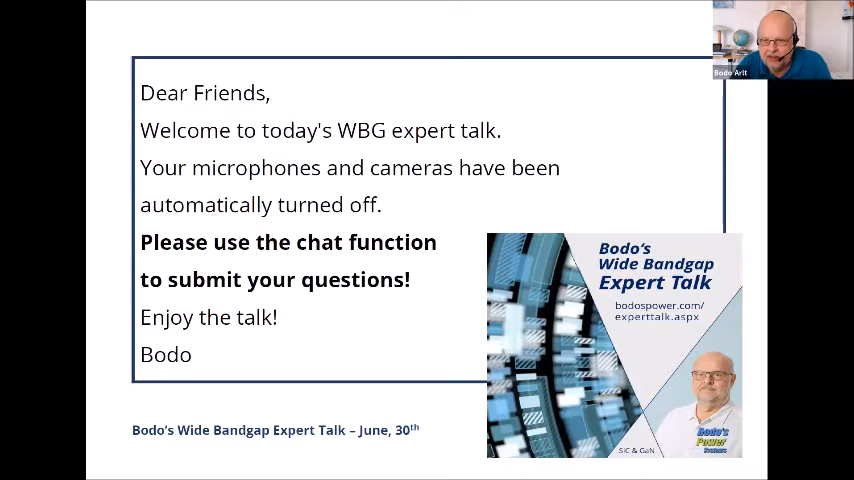 Bodo Arlt
Dear Friends,
Welcome to today's WBG expert talk.
Your microphones and cameras have been
automatically turned off.
Please use the chat function
to submit your questions!
Enjoy the talk!
Bodo
Bodo's
Wide Bandgap
Expert Talk
bodospower.com/
experttalk.aspx
Bodo's
Power
Systems
SiC & GaN
Bodo's Wide Bandgap Expert Talk – June, 30th